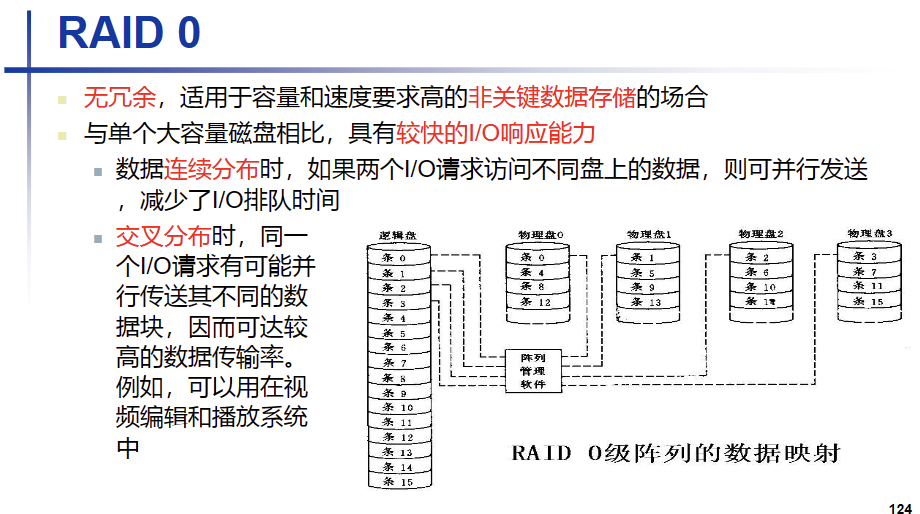 RAID 0
无冗余，适用于容量和速度要求高的非关键数据存储的场合
与单个大容量磁盘相比，具有较快的I/O响应能力
数据连续分布时，如果两个I/O请求访问不同盘上的数据，则可并行发送
，减少了I/O排队时间
交叉分布时，同一
个I/O请求有可能并
行传送其不同的数
据块，因而可达较
高的数据传输率。
例如，可以用在视
频编辑和播放系统
中
逻辑盘
条 0
条 1
条 2
条 3
条 4
条 5
条 6
条 7
条 8
条 9
条 10
条 11
条 12
条 13
条 14
条 15
物理盘0
条 0
条 4
条 8
条 12
物理盘1
条 1
条 5
条 9
条 13
物理盘2
条 2
条 6
条 10
条
物理盘3
条 3
条 7
条 11
条 15
阵列
管理
软件
RAID 0级阵列的数据映射
124